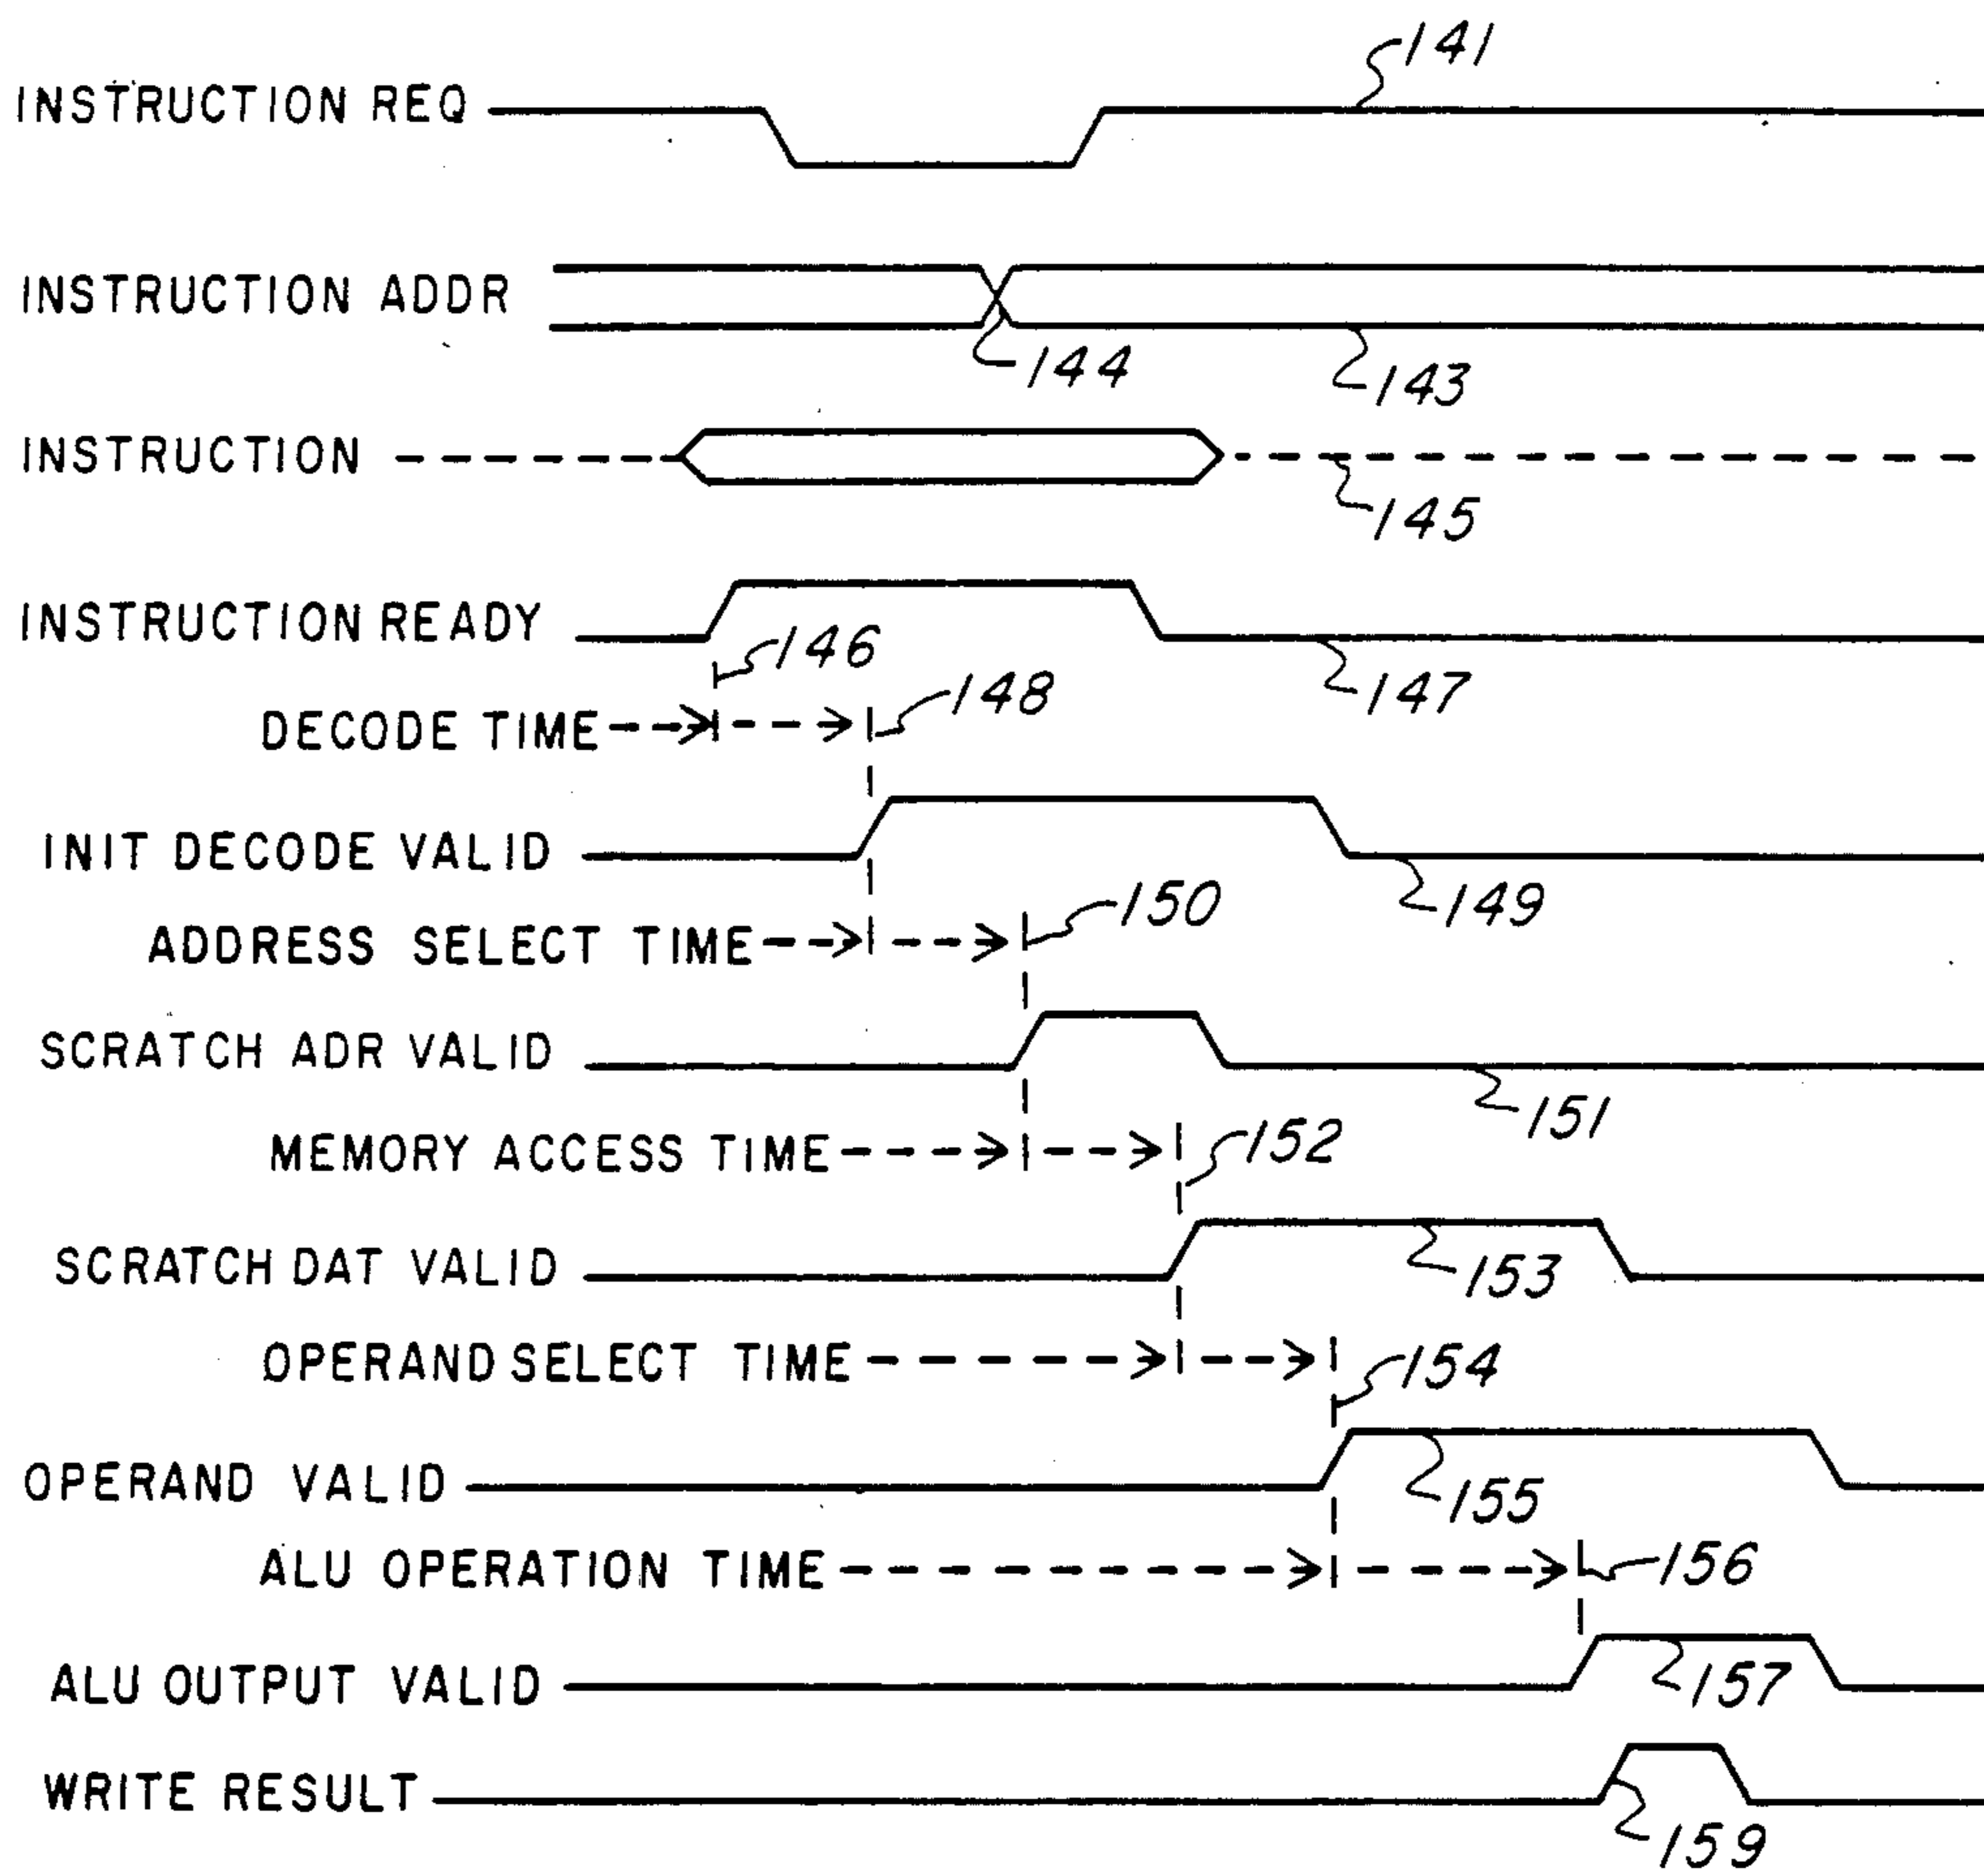 141
INSTRUCTION REQ
INSTRUCTION ADDR
144
143
INSTRUCTION
145
INSTRUCTION READY
146
147
DECODE TIME
148
INIT DECODE VALID
149
ADDRESS SELECT TIME
150
SCRATCH ADR VALID
151
MEMORY ACCESS TIME
152
SCRATCH DAT VALID
153
OPERAND SELECT TIME
154
OPERAND VALID
155
ALU OPERATION TIME
156
ALU OUTPUT VALID
157
WRITE RESULT
159